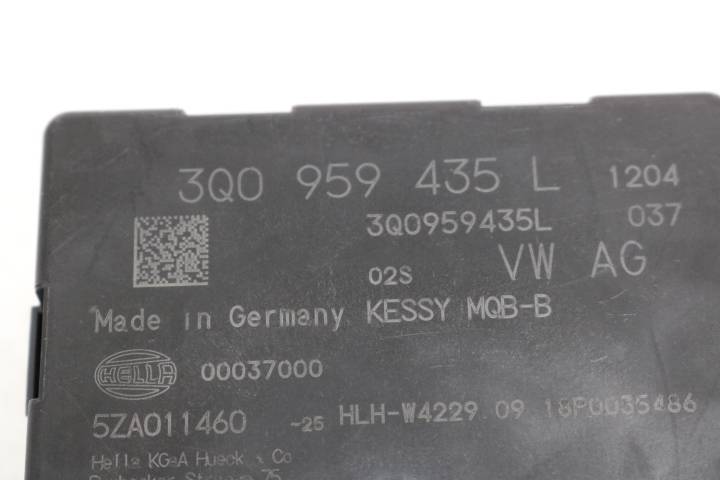 3Q0 959 435 L 1204
3Q0959435L 037
02S VW AG
Made in Germany KESSY MQB-B
HELLA 00037000
5ZA011460 ~25 HLH-W4229.09 18P0035486
Hella KGaA Hueck & Co
75